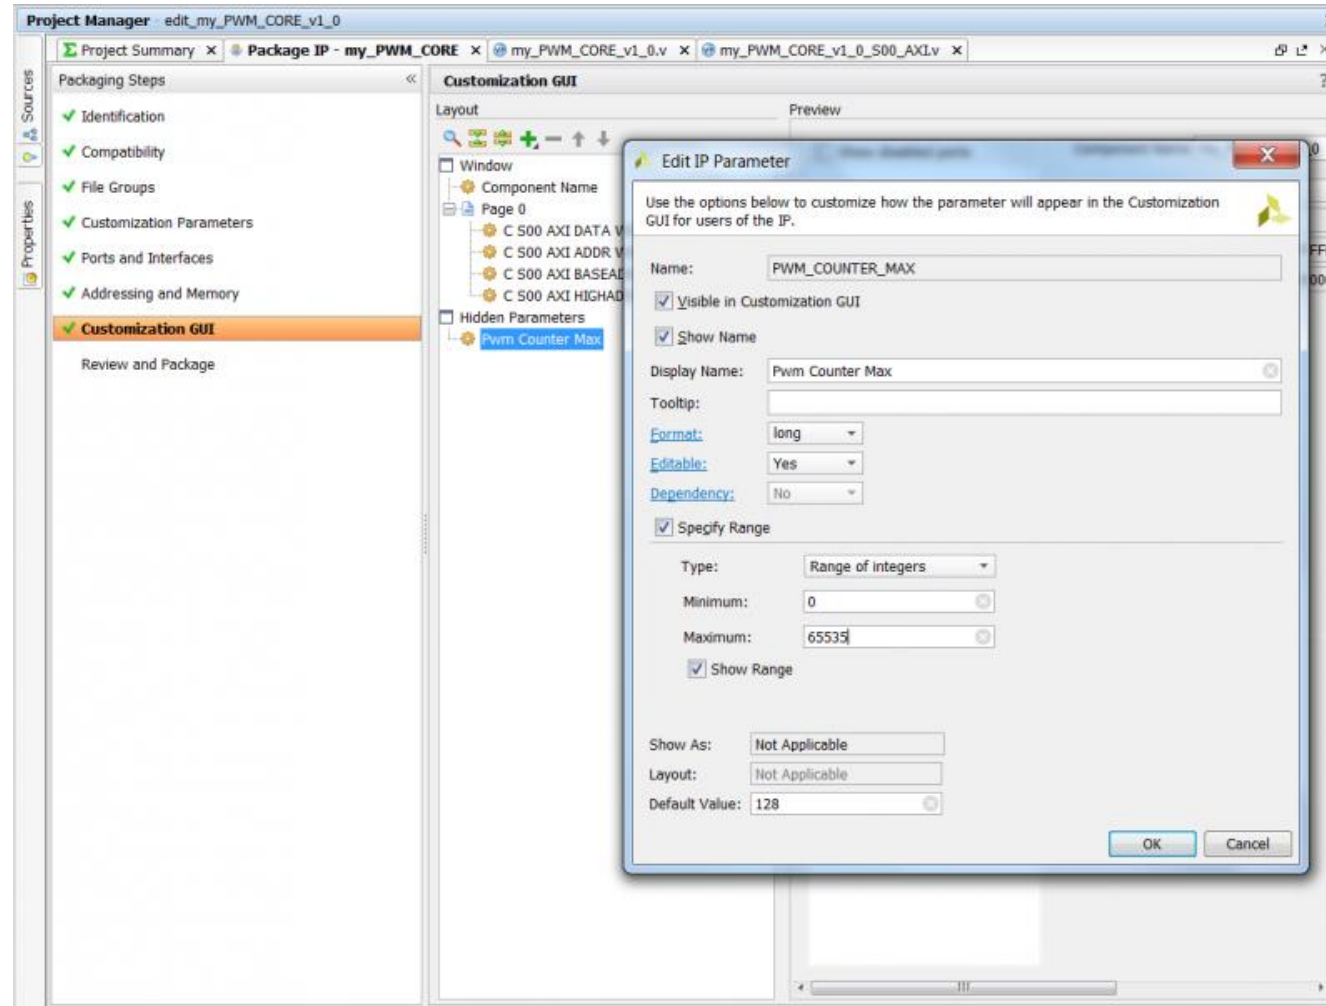 Project Manager - edit_my_PWM_CORE_v1_0
Project Summary × Package IP - my_PWM_CORE × my_PWM_CORE_v1_0.v × my_PWM_CORE_v1_0_S00_AXI.v ×
Sources
Properties
Packaging Steps «
Identification
Compatibility
File Groups
Customization Parameters
Ports and Interfaces
Addressing and Memory
Customization GUI
Review and Package
Customization GUI ?
Layout
Window
Component Name
Page 0
C S00 AXI DATA W
C S00 AXI ADDR W
C S00 AXI BASEAD
C S00 AXI HIGHAD
Hidden Parameters
Pwm Counter Max
Preview
Edit IP Parameter
Use the options below to customize how the parameter will appear in the Customization
GUI for users of the IP.
Name: PWM_COUNTER_MAX
Visible in Customization GUI
Show Name
Display Name: Pwm Counter Max
Tooltip:
Format: long
Editable: Yes
Dependency: No
Specify Range
Type: Range of integers
Minimum: 0
Maximum: 65535
Show Range
Show As: Not Applicable
Layout: Not Applicable
Default Value: 128
OK Cancel